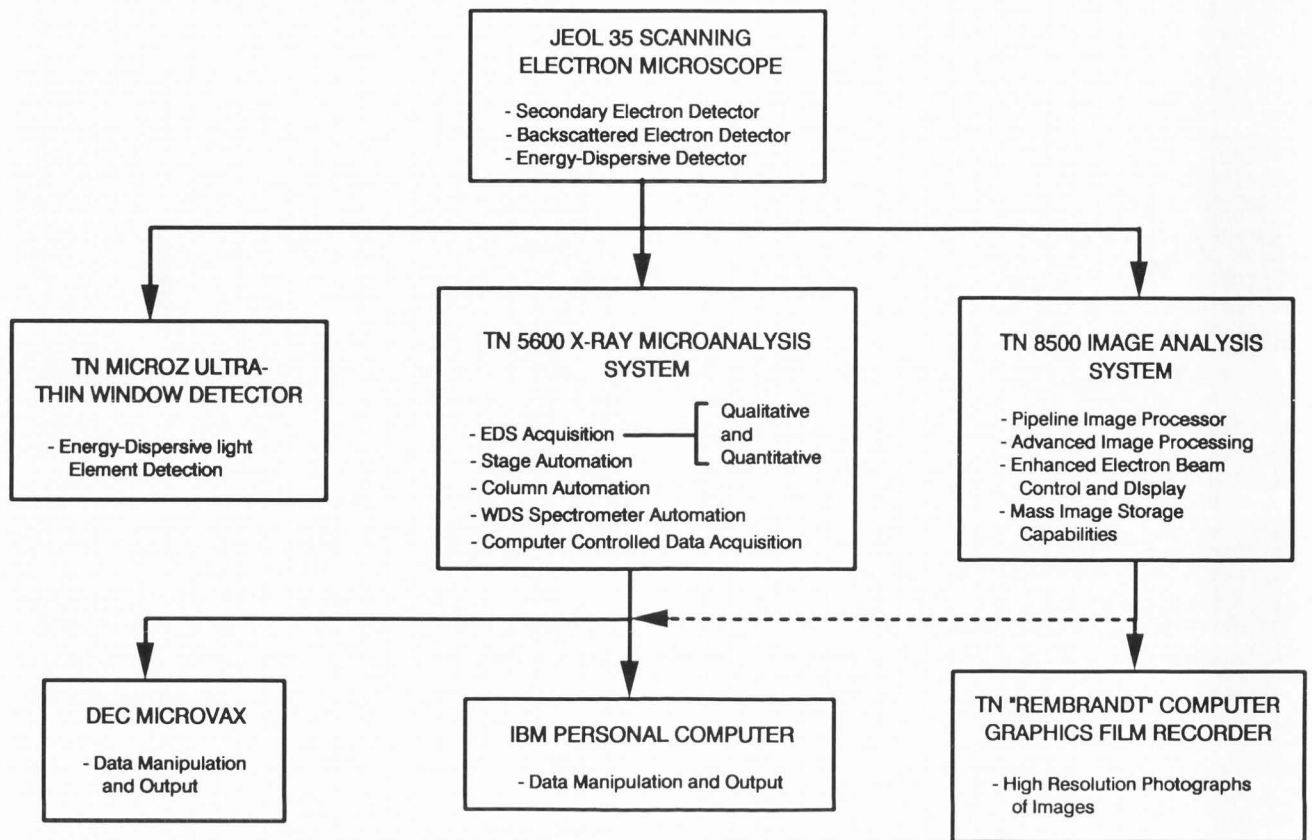 JEOL 35 SCANNING
ELECTRON MICROSCOPE
- Secondary Electron Detector
- Backscattered Electron Detector
- Energy-Dispersive Detector
TN MICROZ ULTRA-
THIN WINDOW DETECTOR
- Energy-Dispersive light
Element Detection
TN 5600 X-RAY MICROANALYSIS
SYSTEM
- EDS Acquisition
Qualitative
and
Quantitative
- Stage Automation
- Column Automation
- WDS Spectrometer Automation
- Computer Controlled Data Acquisition
TN 8500 IMAGE ANALYSIS
SYSTEM
- Pipeline Image Processor
- Advanced Image Processing
- Enhanced Electron Beam
Control and DIsplay
- Mass Image Storage
Capabilities
DEC MICROVAX
- Data Manipulation
and Output
IBM PERSONAL COMPUTER
- Data Manipulation and Output
TN "REMBRANDT" COMPUTER
GRAPHICS FILM RECORDER
- High Resolution Photographs
of Images